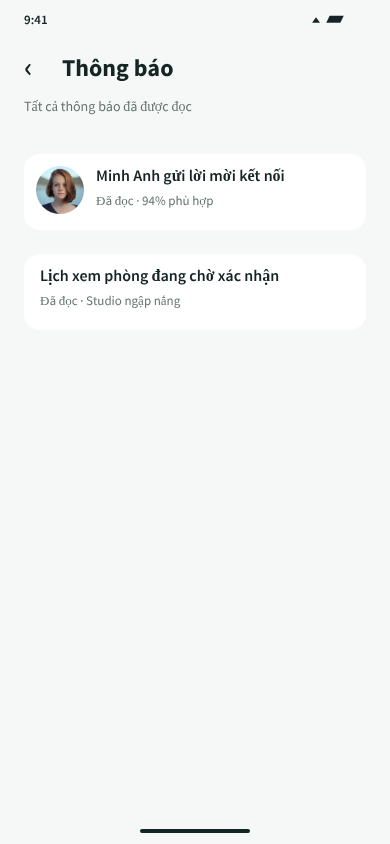 9:41
Thông báo
Tất cả thông báo đã được đọc
Minh Anh gửi lời mời kết nối
Đã đọc · 94% phù hợp
Lịch xem phòng đang chờ xác nhận
Đã đọc · Studio ngập nắng